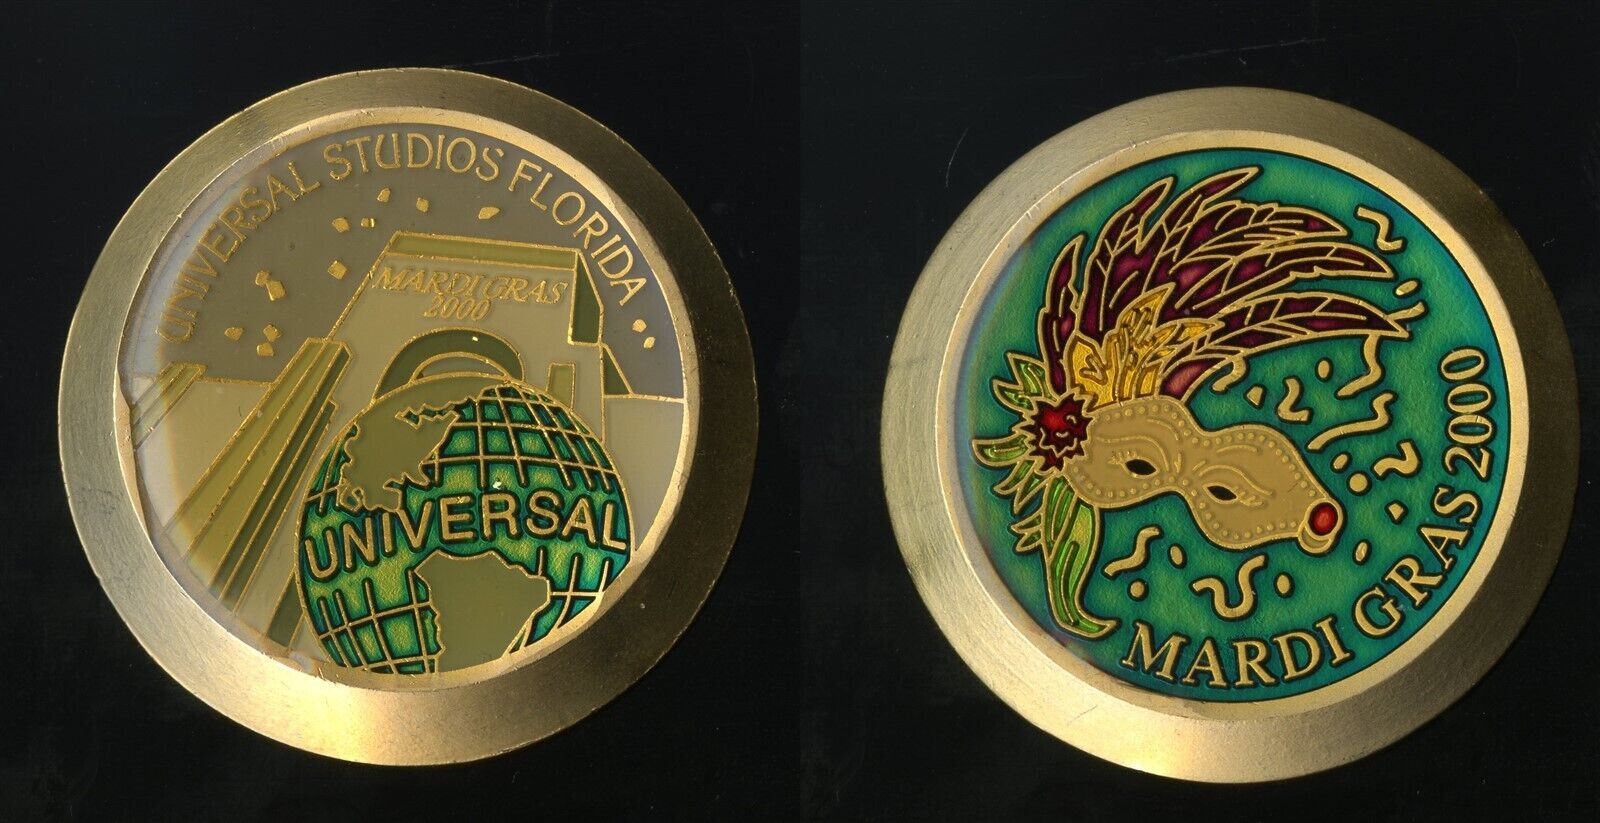 UNIVERSAL STUDIOS FLORIDA
MARDI GRAS
2000
UNIVERSAL
MARDI GRAS 2000